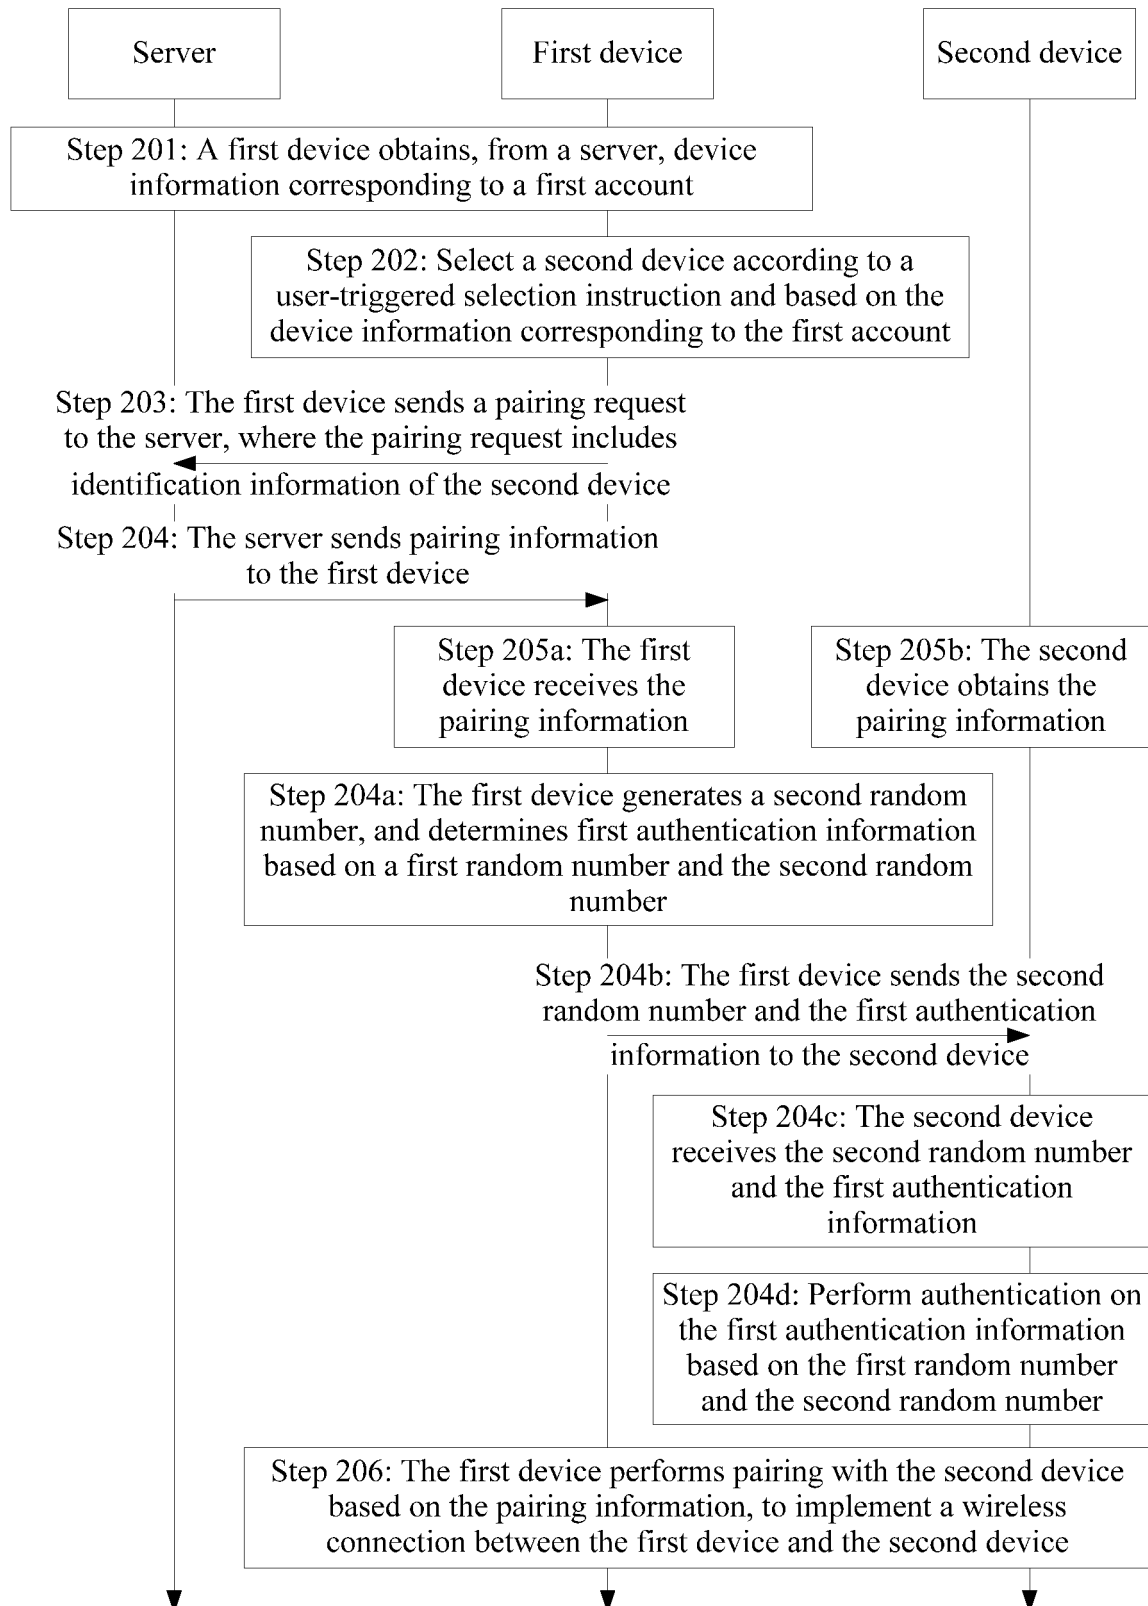 Server
First device
Second device
Step 201: A first device obtains, from a server, device
information corresponding to a first account
Step 202: Select a second device according to a
user-triggered selection instruction and based on the
device information corresponding to the first account
Step 203: The first device sends a pairing request
to the server, where the pairing request includes
identification information of the second device
Step 204: The server sends pairing information
to the first device
Step 205a: The first
device receives the
pairing information
Step 205b: The second
device obtains the
pairing information
Step 204a: The first device generates a second random
number, and determines first authentication information
based on a first random number and the second random
number
Step 204b: The first device sends the second
random number and the first authentication
information to the second device
Step 204c: The second device
receives the second random number
and the first authentication
information
Step 204d: Perform authentication on
the first authentication information
based on the first random number
and the second random number
Step 206: The first device performs pairing with the second device
based on the pairing information, to implement a wireless
connection between the first device and the second device